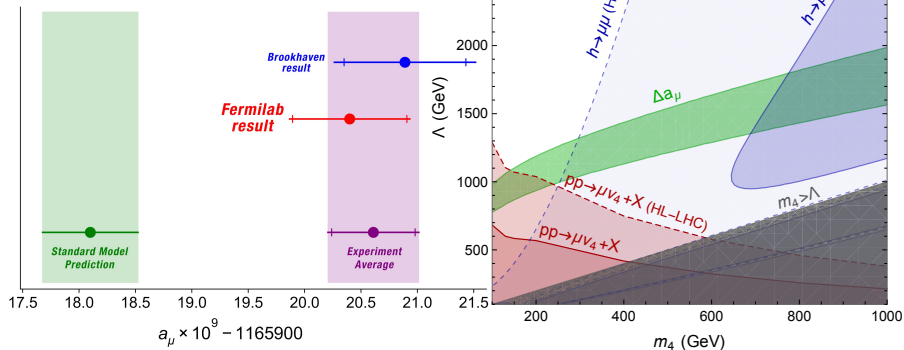 Brookhaven
result
Fermilab
result
Standard Model
Prediction
Experiment
Average
17.5 18.0 18.5 19.0 19.5 20.0 20.5 21.0 21.5
aμ × 10⁹ − 1165900
Λ (GeV)
2000
1500
1000
500
h→μμ (H
h→μ
Δaμ
pp→μν₄+X (HL-LHC)
pp→μν₄+X
m₄>Λ
200 400 600 800 1000
m₄ (GeV)